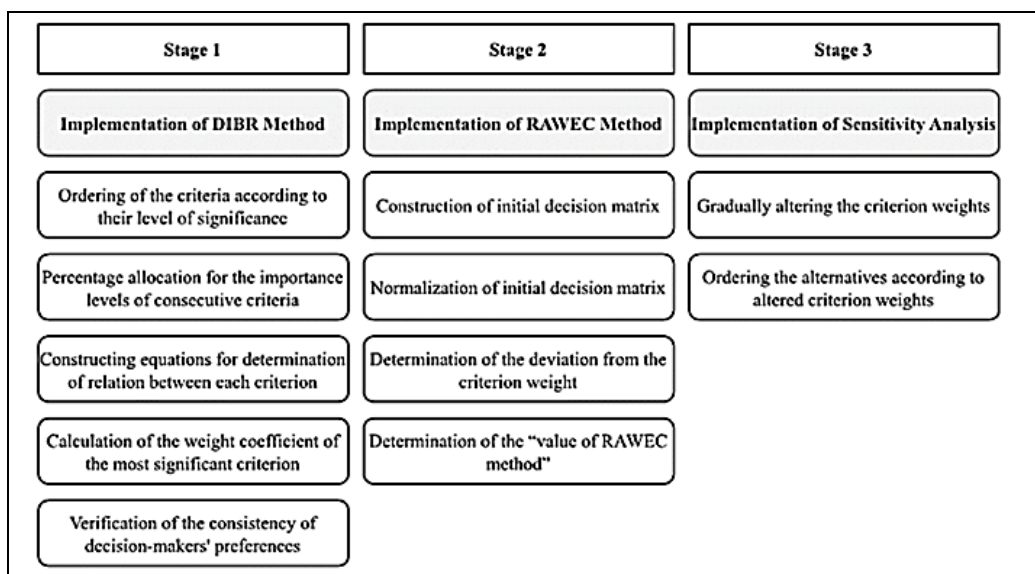 Stage 1
Implementation of DIBR Method
Ordering of the criteria according to
their level of significance
Percentage allocation for the importance
levels of consecutive criteria
Constructing equations for determination
of relation between each criterion
Calculation of the weight coefficient of
the most significant criterion
Verification of the consistency of
decision-makers' preferences
Stage 2
Implementation of RAWEC Method
Construction of initial decision matrix
Normalization of initial decision matrix
Determination of the deviation from the
criterion weight
Determination of the “value of RAWEC
method”
Stage 3
Implementation of Sensitivity Analysis
Gradually altering the criterion weights
Ordering the alternatives according to
altered criterion weights